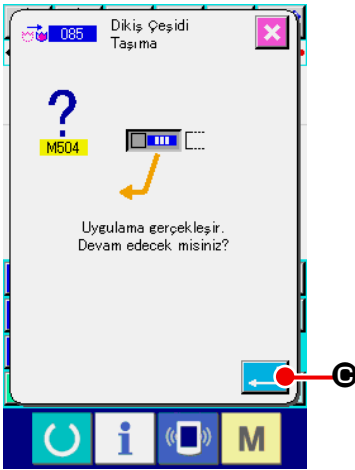 085 Dikiş Çeşidi
Taşıma
?
M504
Uygulama gerçekleşir.
Devam edecek misiniz?
C
i
M